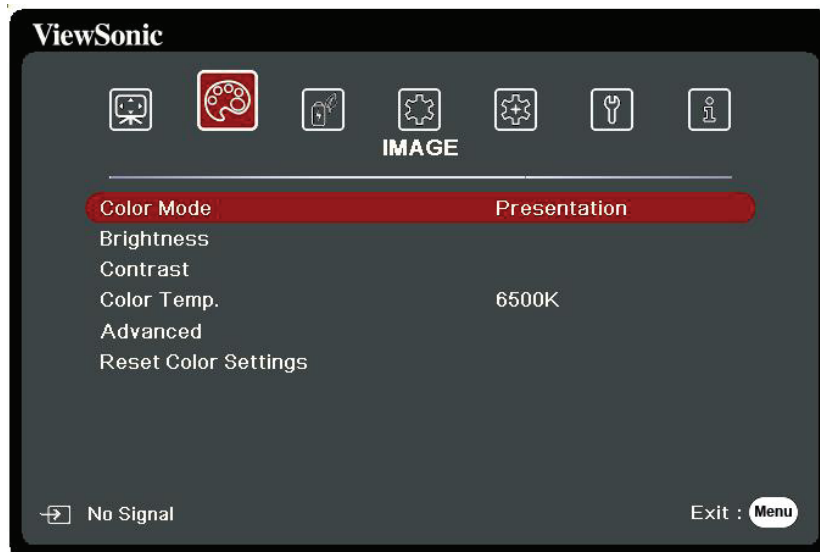 ViewSonic
IMAGE
Color Mode Presentation
Brightness
Contrast
Color Temp. 6500K
Advanced
Reset Color Settings
No Signal Exit : Menu